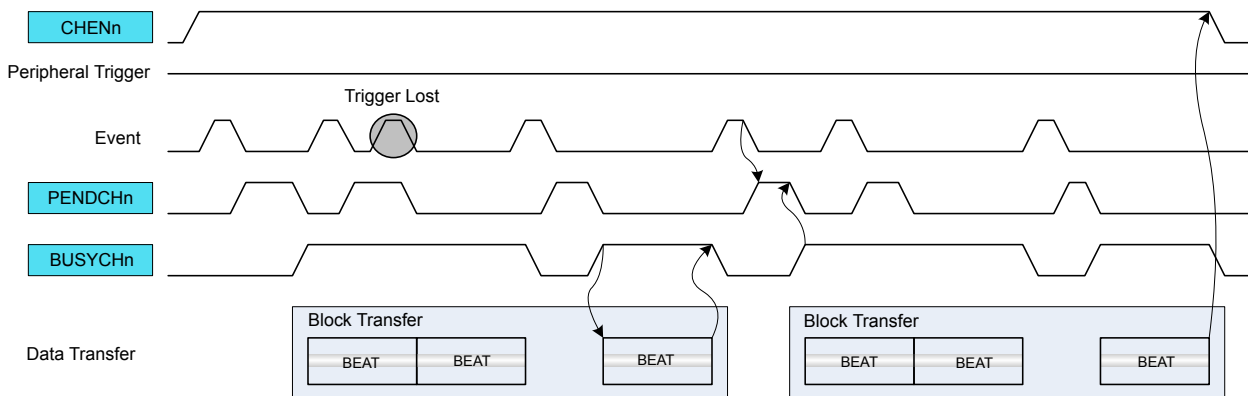 CHENn
Peripheral Trigger
Trigger Lost
Event
PENDCHn
BUSYCHn
Block Transfer
Block Transfer
Data Transfer
BEAT
BEAT
BEAT
BEAT
BEAT
BEAT